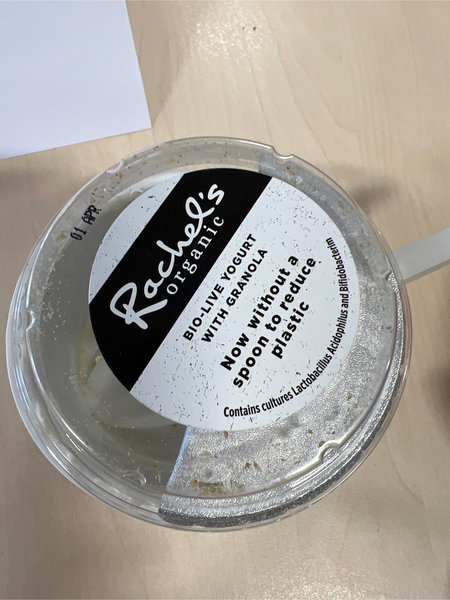 01 APR
Rachel's
organic
BIO-LIVE YOGURT
WITH GRANOLA
Now without a
spoon to reduce
plastic
Contains cultures Lactobacillus Acidophilus and Bifidobacterium